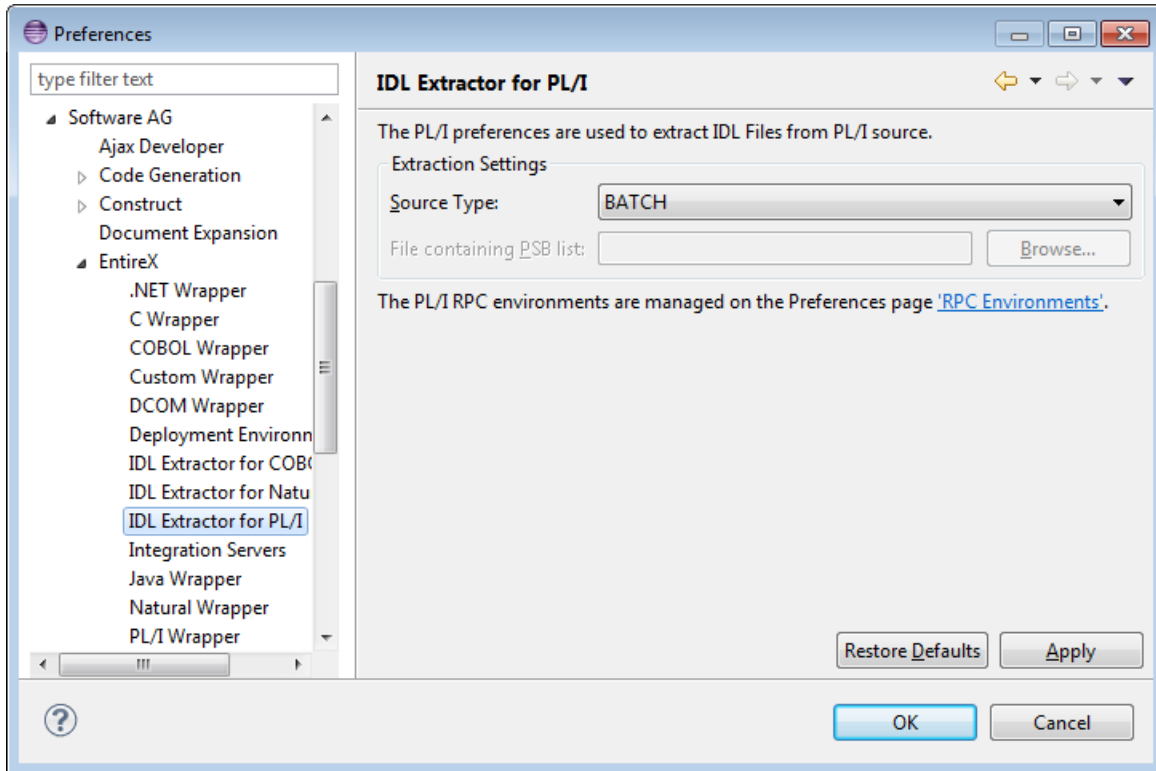 Preferences
type filter text
Software AG
Ajax Developer
Code Generation
Construct
Document Expansion
EntireX
.NET Wrapper
C Wrapper
COBOL Wrapper
Custom Wrapper
DCOM Wrapper
Deployment Environn
IDL Extractor for COBO
IDL Extractor for Natu
IDL Extractor for PL/I
Integration Servers
Java Wrapper
Natural Wrapper
PL/I Wrapper
IDL Extractor for PL/I
The PL/I preferences are used to extract IDL Files from PL/I source.
Extraction Settings
Source Type: BATCH
File containing PSB list: Browse...
The PL/I RPC environments are managed on the Preferences page 'RPC Environments'.
Restore Defaults Apply
OK Cancel